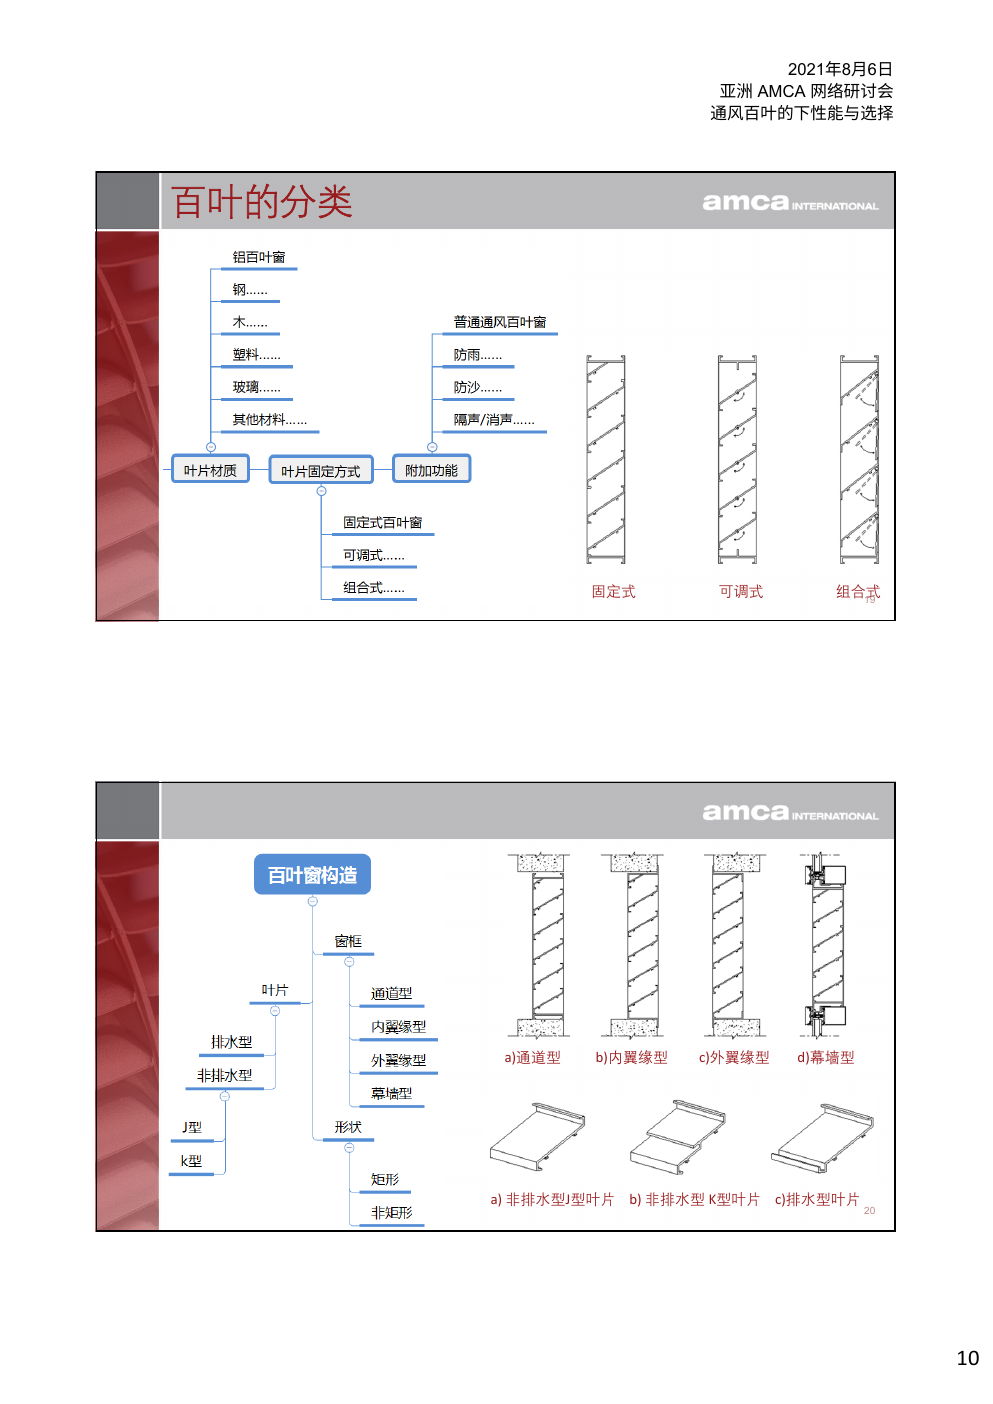 2021年8月6日
亚洲 AMCA 网络研讨会
通风百叶的下性能与选择
百叶的分类
amca INTERNATIONAL
铝百叶窗
钢……
木……
塑料……
玻璃……
其他材料……
普通通风百叶窗
防雨……
防沙……
隔声/消声……
叶片材质
叶片固定方式
附加功能
固定式百叶窗
可调式……
组合式……
固定式
可调式
组合式
19
amca INTERNATIONAL
百叶窗构造
窗框
叶片
通道型
内翼缘型
外翼缘型
幕墙型
排水型
非排水型
J型
k型
形状
矩形
非矩形
a)通道型
b)内翼缘型
c)外翼缘型
d)幕墙型
a) 非排水型J型叶片
b) 非排水型 K型叶片
c)排水型叶片
20
10